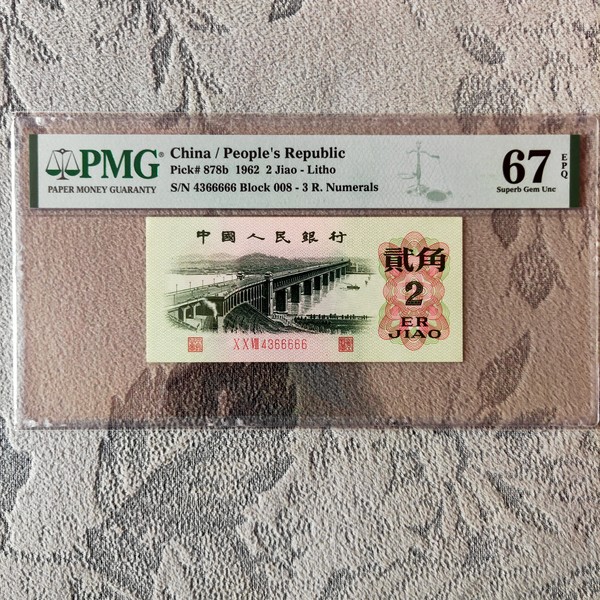 PMG®
PAPER MONEY GUARANTY
China / People's Republic
Pick# 878b 1962 2 Jiao - Litho
S/N 4366666 Block 008 - 3 R. Numerals
67 EPQ
Superb Gem Unc
中國人民銀行
貳角
2
ER
JIAO
X X Ⅶ 4366666